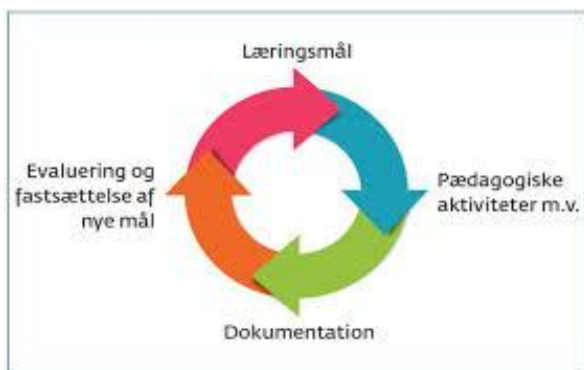 Læringsmål
Evaluering og
fastsættelse af
nye mål
Pædagogiske
aktiviteter m.v.
Dokumentation